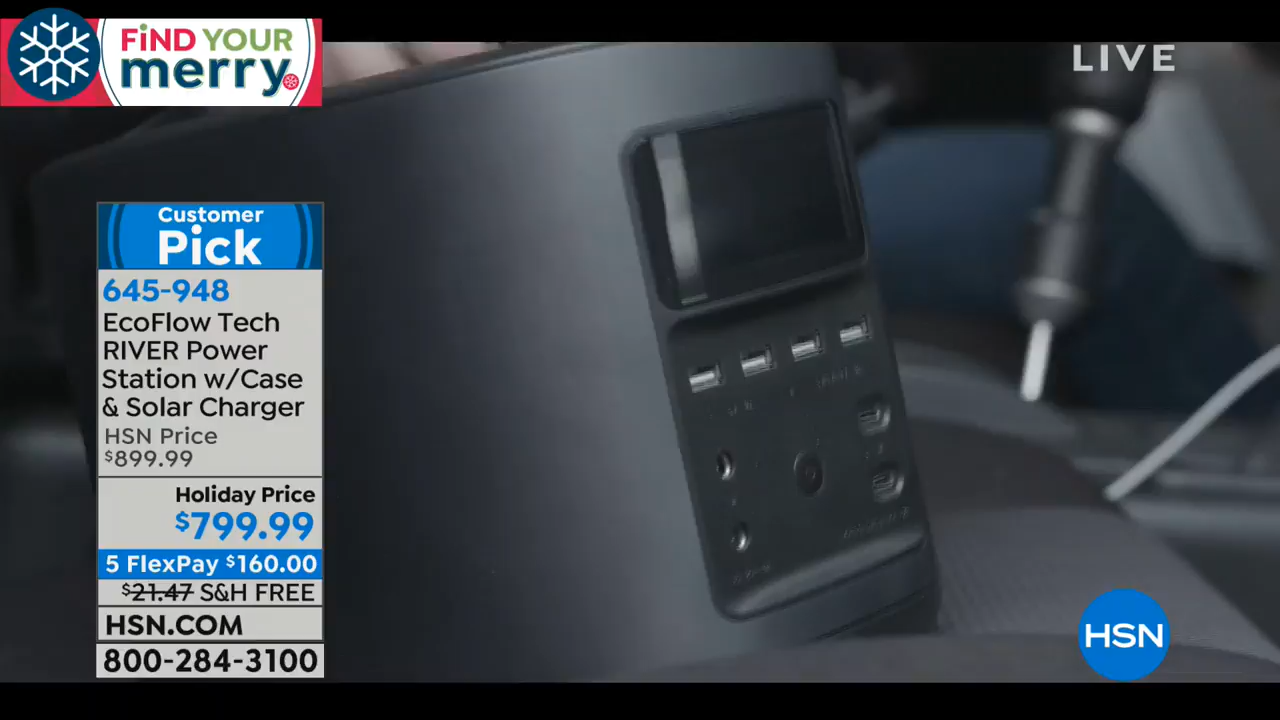 FiND YOUR
merry
LIVE
Customer
Pick
645-948
EcoFlow Tech
RIVER Power
Station w/Case
& Solar Charger
HSN Price
$899.99
Holiday Price
$799.99
5 FlexPay $160.00
$21.47 S&H FREE
HSN.COM
800-284-3100
HSN